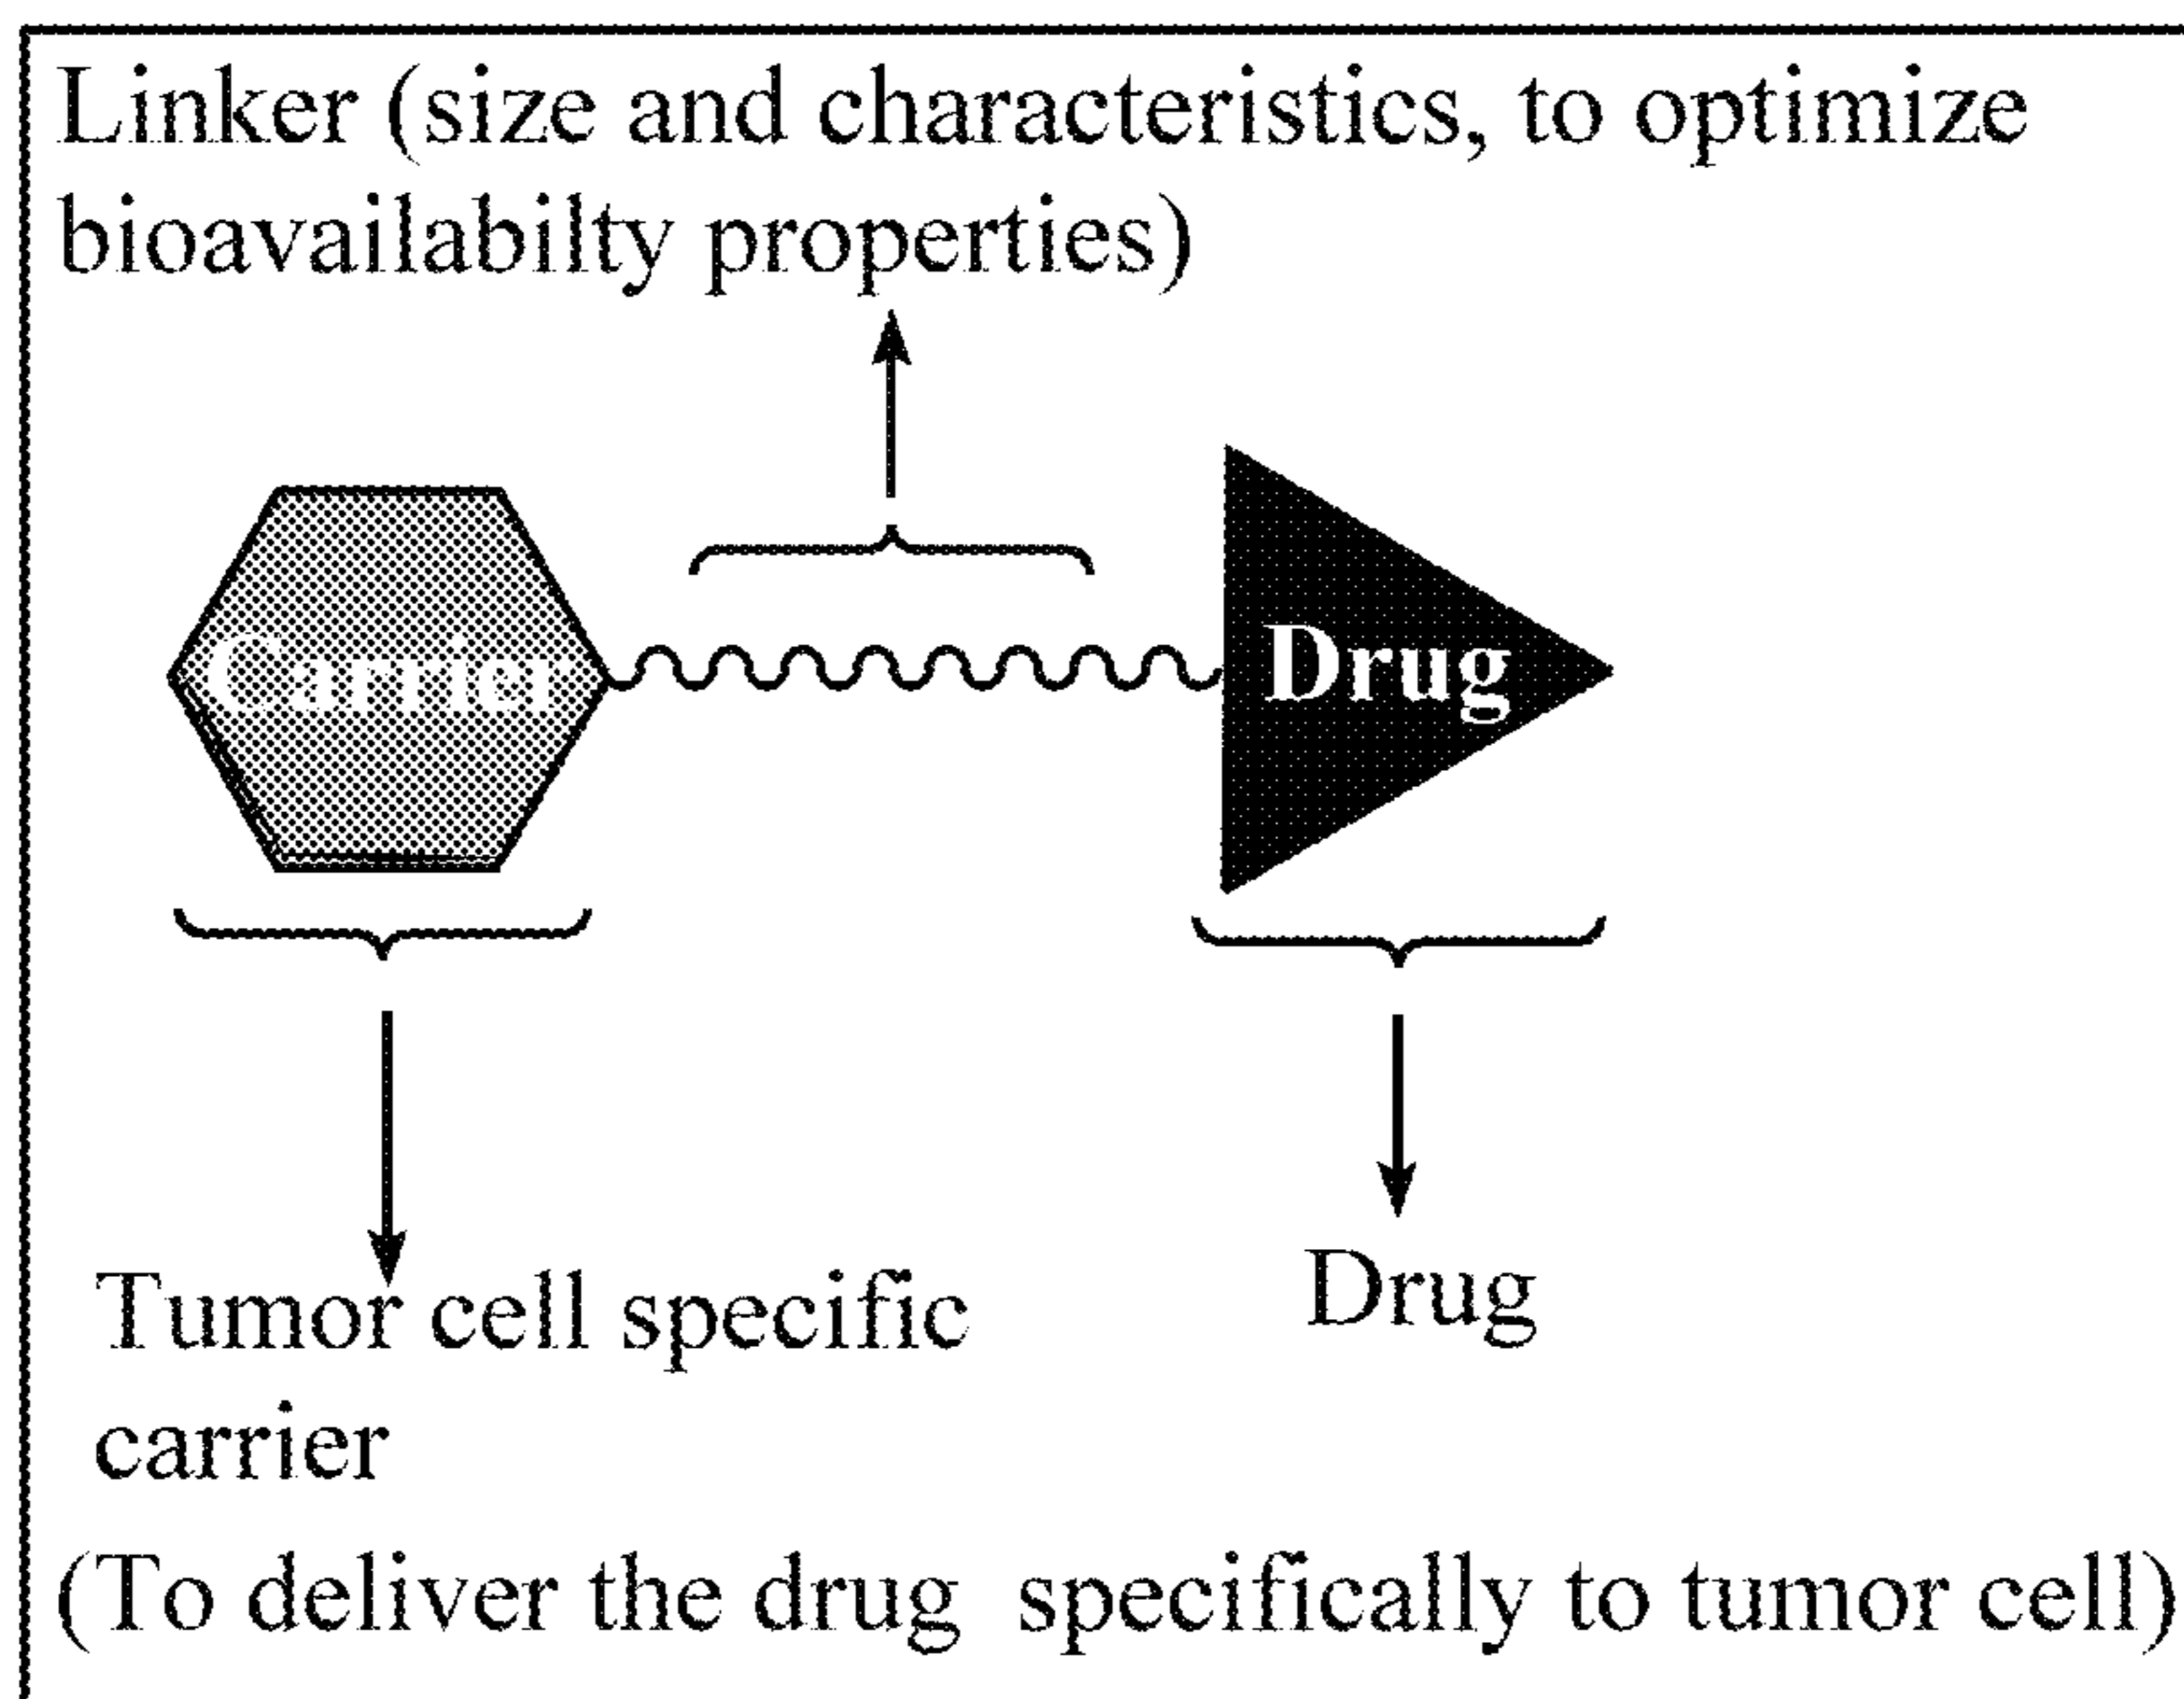 Linker (size and characteristics, to optimize
bioavailabilty properties)
Carrier
Drug
Tumor cell specific
carrier
Drug
(To deliver the drug specifically to tumor cell)